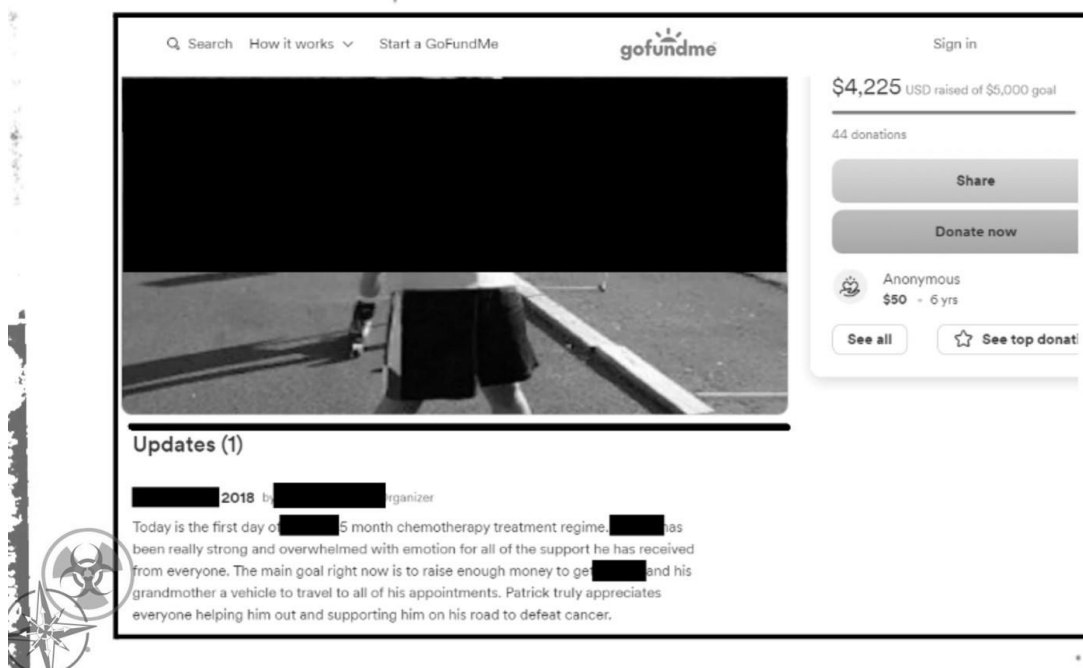 Search How it works Start a GoFundMe gofundme Sign in
$4,225 USD raised of $5,000 goal
44 donations
Share
Donate now
Anonymous
$50 • 6 yrs
See all See top donati
Updates (1)
2018 by rganizer
Today is the first day of 5 month chemotherapy treatment regime. has
been really strong and overwhelmed with emotion for all of the support he has received
from everyone. The main goal right now is to raise enough money to get and his
grandmother a vehicle to travel to all of his appointments. Patrick truly appreciates
everyone helping him out and supporting him on his road to defeat cancer.